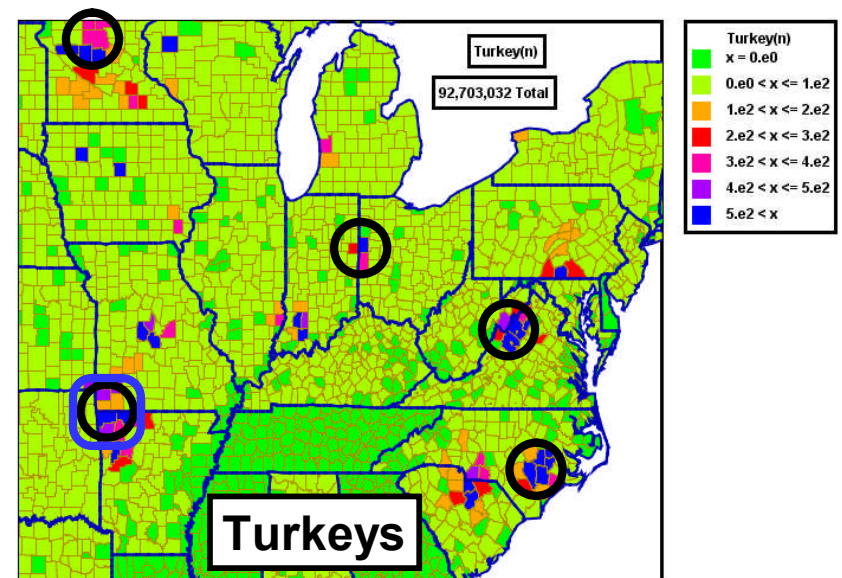 Turkey(n)
92,703,032 Total
Turkeys
Turkey(n)
x = 0.e0
0.e0 < x <= 1.e2
1.e2 < x <= 2.e2
2.e2 < x <= 3.e2
3.e2 < x <= 4.e2
4.e2 < x <= 5.e2
5.e2 < x